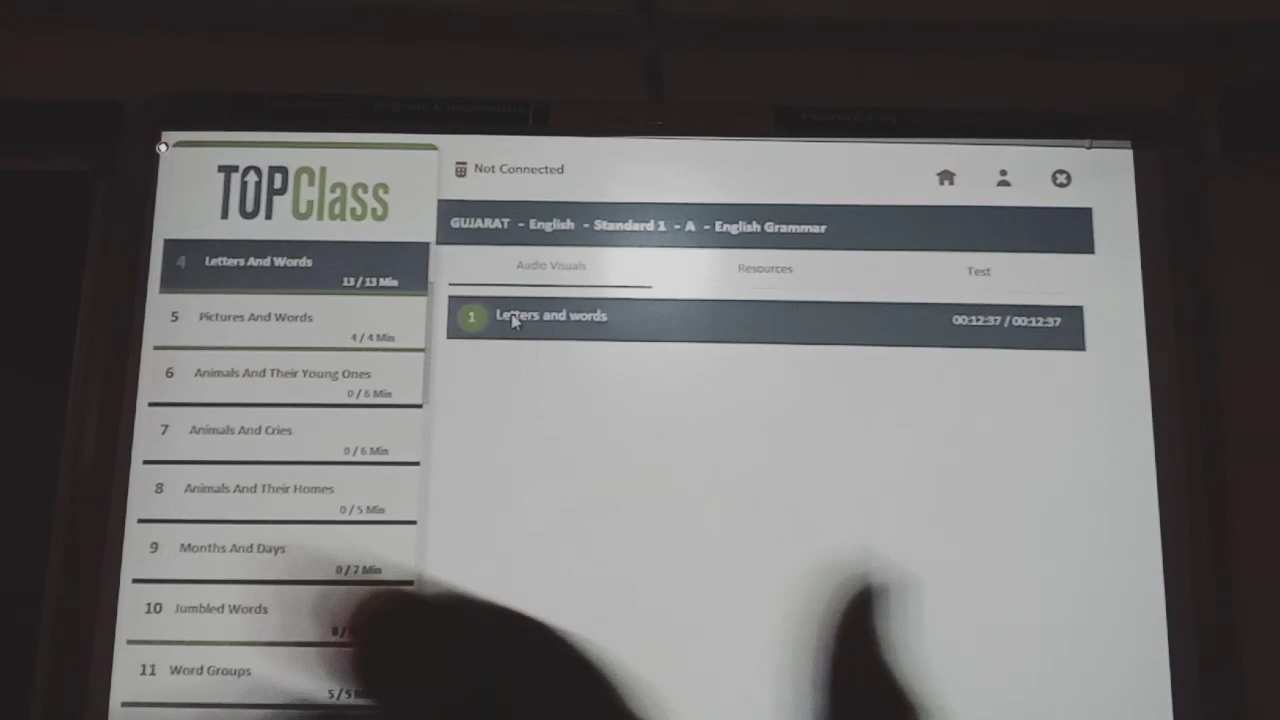 TOPClass
Not Connected
GUJARAT - English - Standard 1 - A - English Grammar
Audio Visuals
Resources
Test
1 Letters and words
00:12:37 / 00:12:37
4 Letters And Words
13 / 13 Min
5 Pictures And Words
4 / 4 Min
6 Animals And Their Young Ones
0 / 6 Min
7 Animals And Cries
0 / 6 Min
8 Animals And Their Homes
0 / 5 Min
9 Months And Days
0 / 2 Min
10 Jumbled Words
11 Word Groups